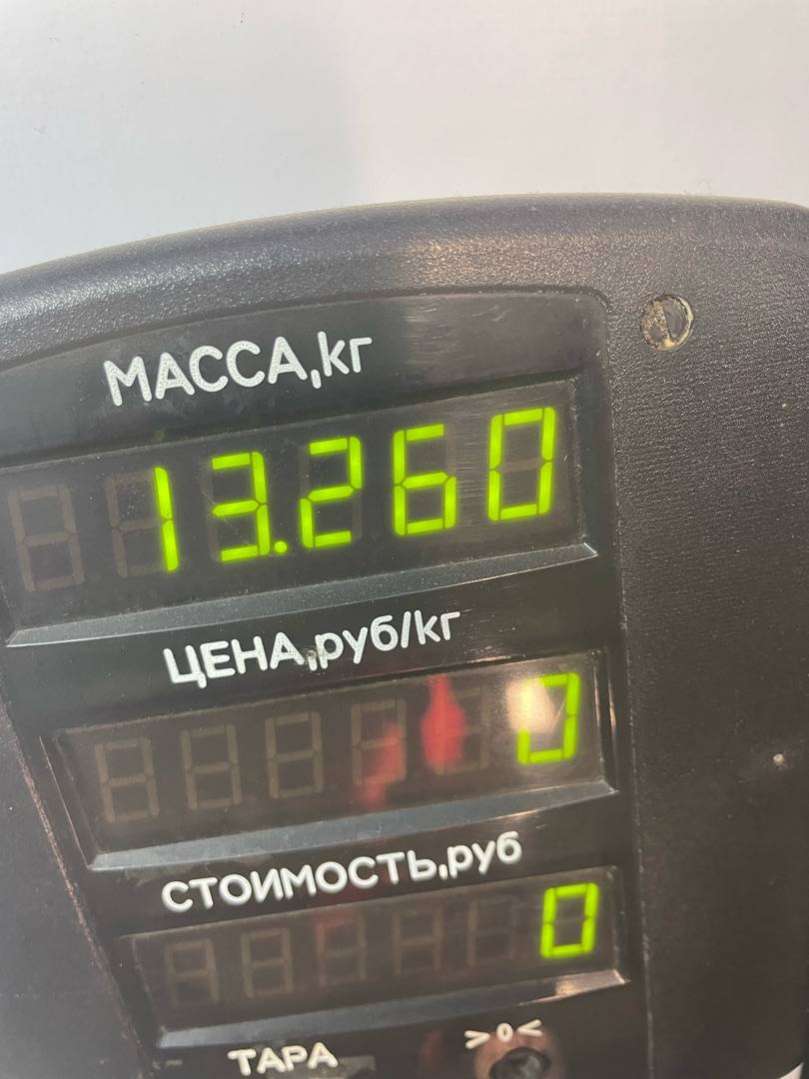 МАССА,кг
13.260
ЦЕНА,руб/кг
0
СТОИМОСТЬ,руб
0
>0<
ТАРА